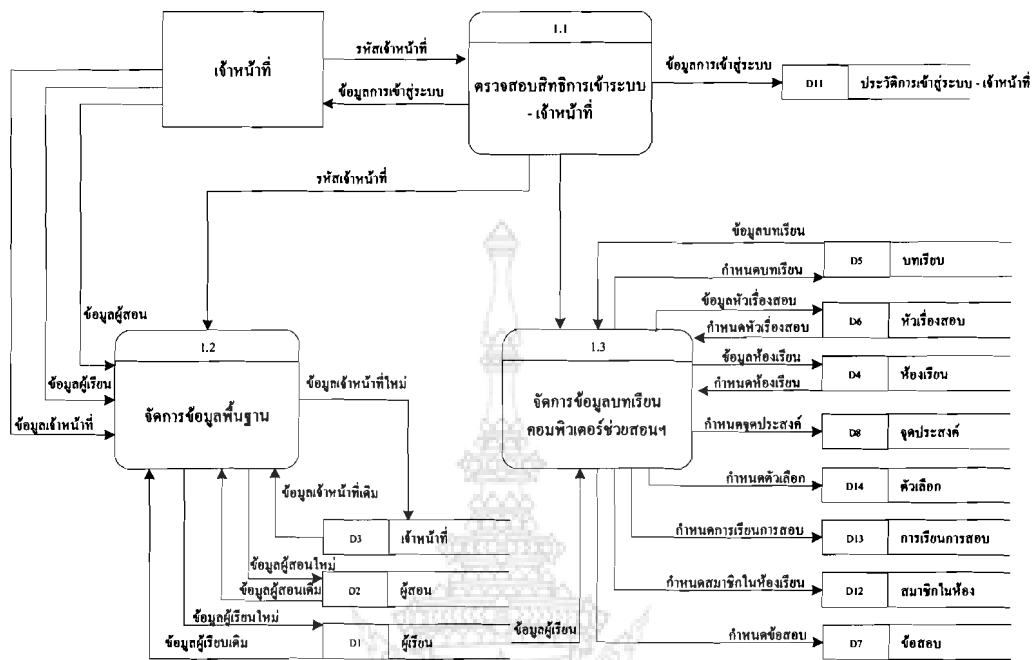 1.1
รหัสเจ้าหน้าที่
เจ้าหน้าที่
ข้อมูลการเข้าสู่ระบบ
ตรวจสอบสิทธิการเข้าระบบ
- เจ้าหน้าที่
ข้อมูลการเข้าสู่ระบบ
D11 ประวัติการเข้าสู่ระบบ - เจ้าหน้าที่
รหัสเจ้าหน้าที่
ข้อมูลผู้สอน
ข้อมูลผู้เรียน
ข้อมูลเจ้าหน้าที่
1.2
จัดการข้อมูลพื้นฐาน
ข้อมูลเจ้าหน้าที่ใหม่
ข้อมูลเจ้าหน้าที่เดิม
D3 เจ้าหน้าที่
ข้อมูลผู้สอนใหม่
ข้อมูลผู้สอนเดิม
D2 ผู้สอน
ข้อมูลผู้เรียนใหม่
ข้อมูลผู้เรียนเดิม
D1 ผู้เรียน
ข้อมูลผู้เรียน
1.3
จัดการข้อมูลบทเรียน
คอมพิวเตอร์ช่วยสอนฯ
ข้อมูลบทเรียน
กำหนดบทเรียน
D5 บทเรียน
ข้อมูลหัวเรื่องสอบ
กำหนดหัวเรื่องสอบ
D6 หัวเรื่องสอบ
ข้อมูลห้องเรียน
กำหนดห้องเรียน
D4 ห้องเรียน
กำหนดจุดประสงค์
D8 จุดประสงค์
กำหนดตัวเลือก
D14 ตัวเลือก
กำหนดการเรียนการสอบ
D13 การเรียนการสอบ
กำหนดสมาชิกในห้องเรียน
D12 สมาชิกในห้อง
กำหนดข้อสอบ
D7 ข้อสอบ